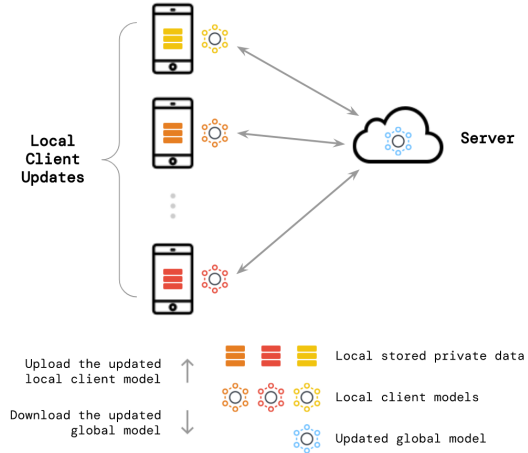 Local
Client
Updates
Server
Upload the updated
local client model
Download the updated
global model
Local stored private data
Local client models
Updated global model